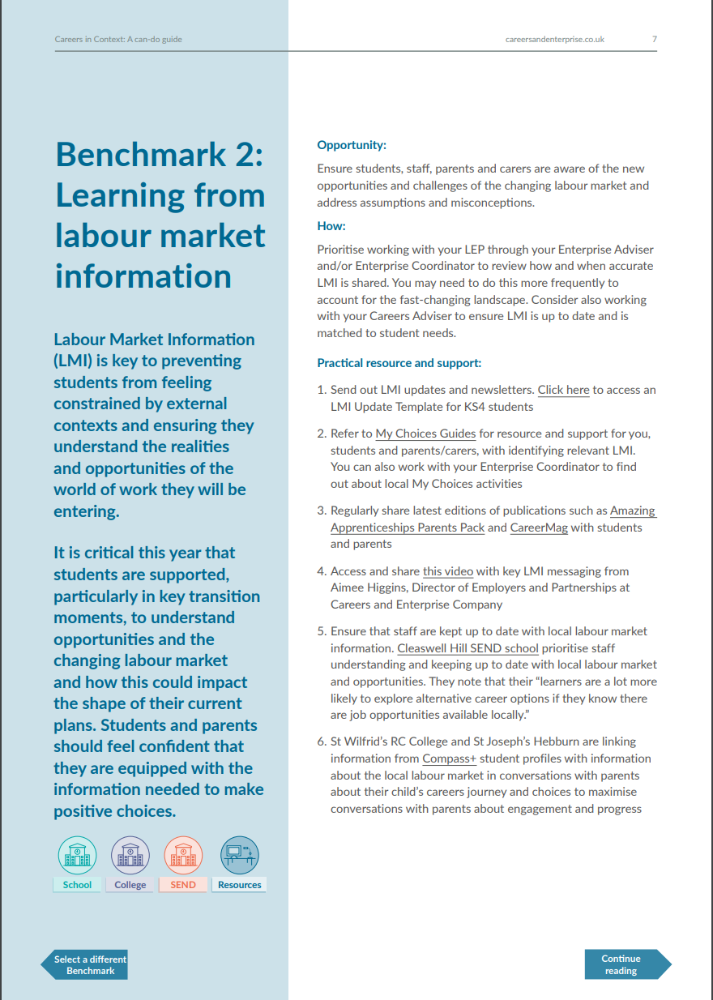 Careers in Context: A can-do guide
careersandenterprise.co.uk
7
Benchmark 2:
Learning from
labour market
information
Labour Market Information
(LMI) is key to preventing
students from feeling
constrained by external
contexts and ensuring they
understand the realities
and opportunities of the
world of work they will be
entering.
It is critical this year that
students are supported,
particularly in key transition
moments, to understand
opportunities and the
changing labour market
and how this could impact
the shape of their current
plans. Students and parents
should feel confident that
they are equipped with the
information needed to make
positive choices.
School
College
SEND
Resources
Select a different
Benchmark
Opportunity:
Ensure students, staff, parents and carers are aware of the new
opportunities and challenges of the changing labour market and
address assumptions and misconceptions.
How:
Prioritise working with your LEP through your Enterprise Adviser
and/or Enterprise Coordinator to review how and when accurate
LMI is shared. You may need to do this more frequently to
account for the fast-changing landscape. Consider also working
with your Careers Adviser to ensure LMI is up to date and is
matched to student needs.
Practical resource and support:
1. Send out LMI updates and newsletters. Click here to access an
LMI Update Template for KS4 students
2. Refer to My Choices Guides for resource and support for you,
students and parents/carers, with identifying relevant LMI.
You can also work with your Enterprise Coordinator to find
out about local My Choices activities
3. Regularly share latest editions of publications such as Amazing
Apprenticeships Parents Pack and CareerMag with students
and parents
4. Access and share this video with key LMI messaging from
Aimee Higgins, Director of Employers and Partnerships at
Careers and Enterprise Company
5. Ensure that staff are kept up to date with local labour market
information. Cleaswell Hill SEND school prioritise staff
understanding and keeping up to date with local labour market
and opportunities. They note that their “learners are a lot more
likely to explore alternative career options if they know there
are job opportunities available locally.”
6. St Wilfrid’s RC College and St Joseph’s Hebburn are linking
information from Compass+ student profiles with information
about the local labour market in conversations with parents
about their child’s careers journey and choices to maximise
conversations with parents about engagement and progress
Continue
reading